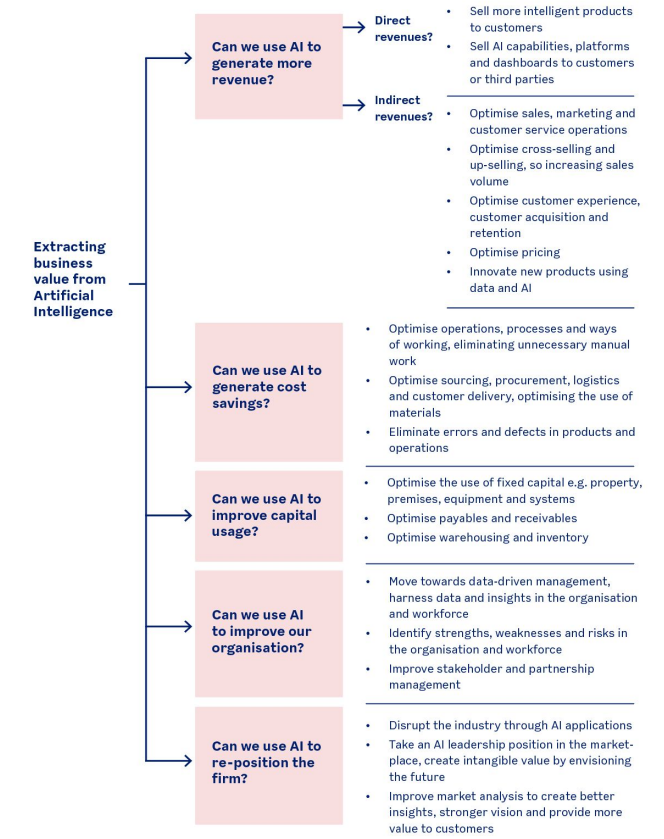 Extracting
business
value from
Artificial
Intelligence
Can we use AI to
generate more
revenue?
Direct
revenues?
• Sell more intelligent products
to customers
• Sell AI capabilities, platforms
and dashboards to customers
or third parties
Indirect
revenues?
• Optimise sales, marketing and
customer service operations
• Optimise cross-selling and
up-selling, so increasing sales
volume
• Optimise customer experience,
customer acquisition and
retention
• Optimise pricing
• Innovate new products using
data and AI
Can we use AI to
generate cost
savings?
• Optimise operations, processes and ways
of working, eliminating unnecessary manual
work
• Optimise sourcing, procurement, logistics
and customer delivery, optimising the use of
materials
• Eliminate errors and defects in products and
operations
Can we use AI to
improve capital
usage?
• Optimise the use of fixed capital e.g. property,
premises, equipment and systems
• Optimise payables and receivables
• Optimise warehousing and inventory
Can we use AI
to improve our
organisation?
• Move towards data-driven management,
harness data and insights in the organisation
and workforce
• Identify strengths, weaknesses and risks in
the organisation and workforce
• Improve stakeholder and partnership
management
Can we use AI to
re-position the
firm?
• Disrupt the industry through AI applications
• Take an AI leadership position in the market-
place, create intangible value by envisioning
the future
• Improve market analysis to create better
insights, stronger vision and provide more
value to customers